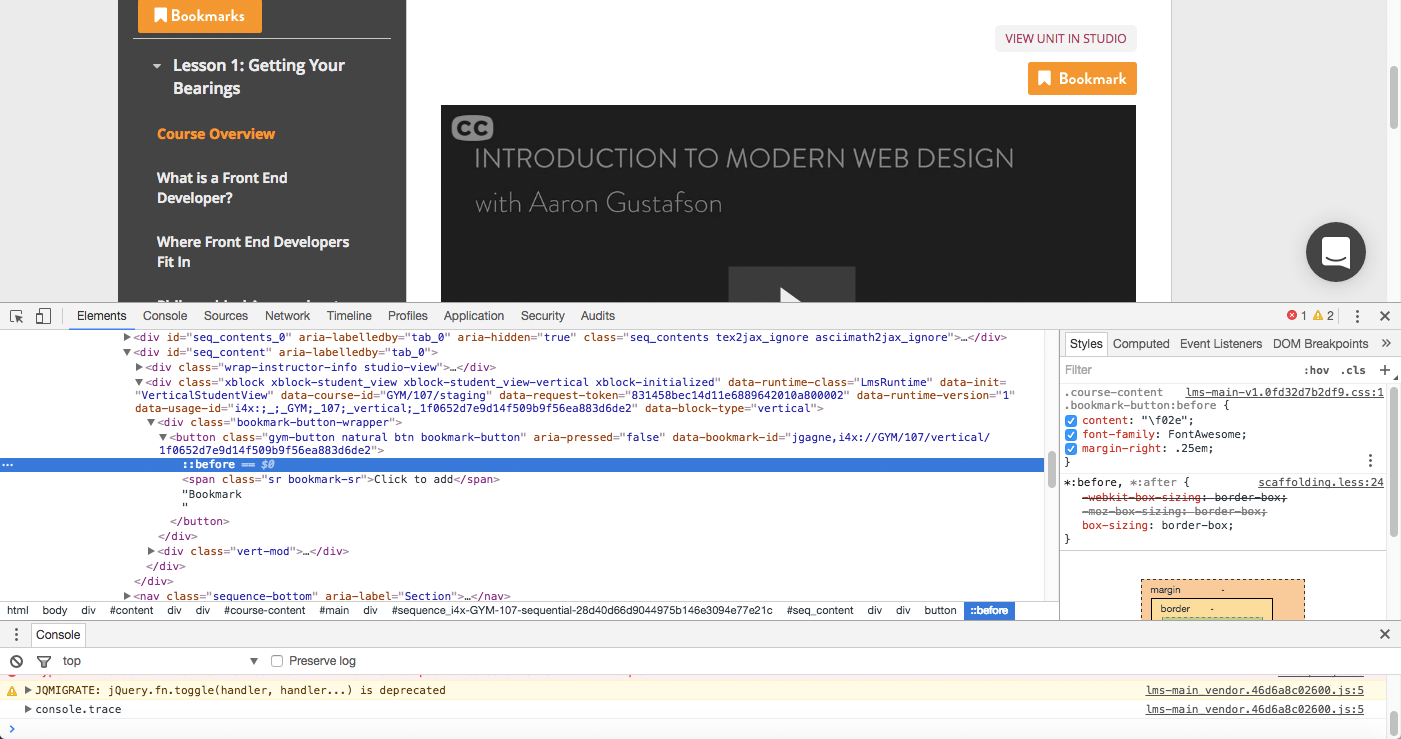 Bookmarks
Lesson 1: Getting Your
Bearings
Course Overview
What is a Front End
Developer?
Where Front End Developers
Fit In
VIEW UNIT IN STUDIO
Bookmark
CC
INTRODUCTION TO MODERN WEB DESIGN
with Aaron Gustafson
Elements Console Sources Network Timeline Profiles Application Security Audits 1 2
▶<div id="seq_contents_0" aria-labelledby="tab_0" aria-hidden="true" class="seq_contents tex2jax_ignore asciimath2jax_ignore">…</div>
▼<div id="seq_content" aria-labelledby="tab_0">
▶<div class="wrap-instructor-info studio-view">…</div>
▼<div class="xblock xblock-student_view xblock-student_view-vertical xblock-initialized" data-runtime-class="LmsRuntime" data-init=
"VerticalStudentView" data-course-id="GYM/107/staging" data-request-token="831458bec14d11e6889642010a800002" data-runtime-version="1"
data-usage-id="i4x:;_;_GYM;_107;_vertical;_1f0652d7e9d14f509b9f56ea883d6de2" data-block-type="vertical">
▼<div class="bookmark-button-wrapper">
▼<button class="gym-button natural btn bookmark-button" aria-pressed="false" data-bookmark-id="jgagne,i4x://GYM/107/vertical/
1f0652d7e9d14f509b9f56ea883d6de2">
… ::before == $0
<span class="sr bookmark-sr">Click to add</span>
"Bookmark
"
</button>
</div>
▶<div class="vert-mod">…</div>
</div>
</div>
▶<nav class="sequence-bottom" aria-label="Section">…</nav>
html body div #content div div #course-content #main div #sequence_i4x-GYM-107-sequential-28d40d66d9044975b146e3094e77e21c #seq_content div div button ::before
Styles Computed Event Listeners DOM Breakpoints »
Filter :hov .cls +
.course-content lms-main-v1.0fd32d7b2df9.css:1
.bookmark-button:before {
content: "\f02e";
font-family: FontAwesome;
margin-right: .25em;
}
*:before, *:after { scaffolding.less:24
-webkit-box-sizing: border-box;
-moz-box-sizing: border-box;
box-sizing: border-box;
}
margin -
border -
Console
top ▼ Preserve log
▶JQMIGRATE: jQuery.fn.toggle(handler, handler...) is deprecated lms-main_vendor.46d6a8c02600.js:5
▶console.trace lms-main_vendor.46d6a8c02600.js:5
>